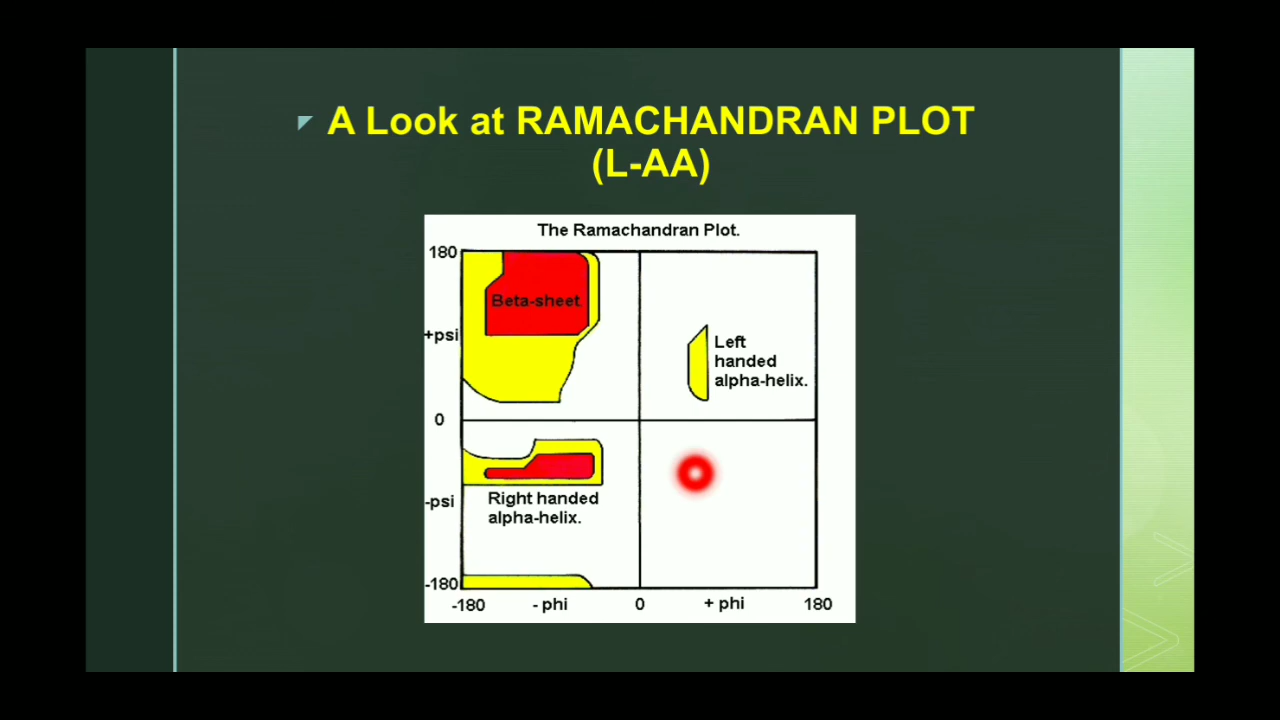 A Look at RAMACHANDRAN PLOT
(L-AA)
The Ramachandran Plot.
180
Beta-sheet.
+psi
Left
handed
alpha-helix.
0
-psi
Right handed
alpha-helix.
-180
-180 - phi 0 + phi 180